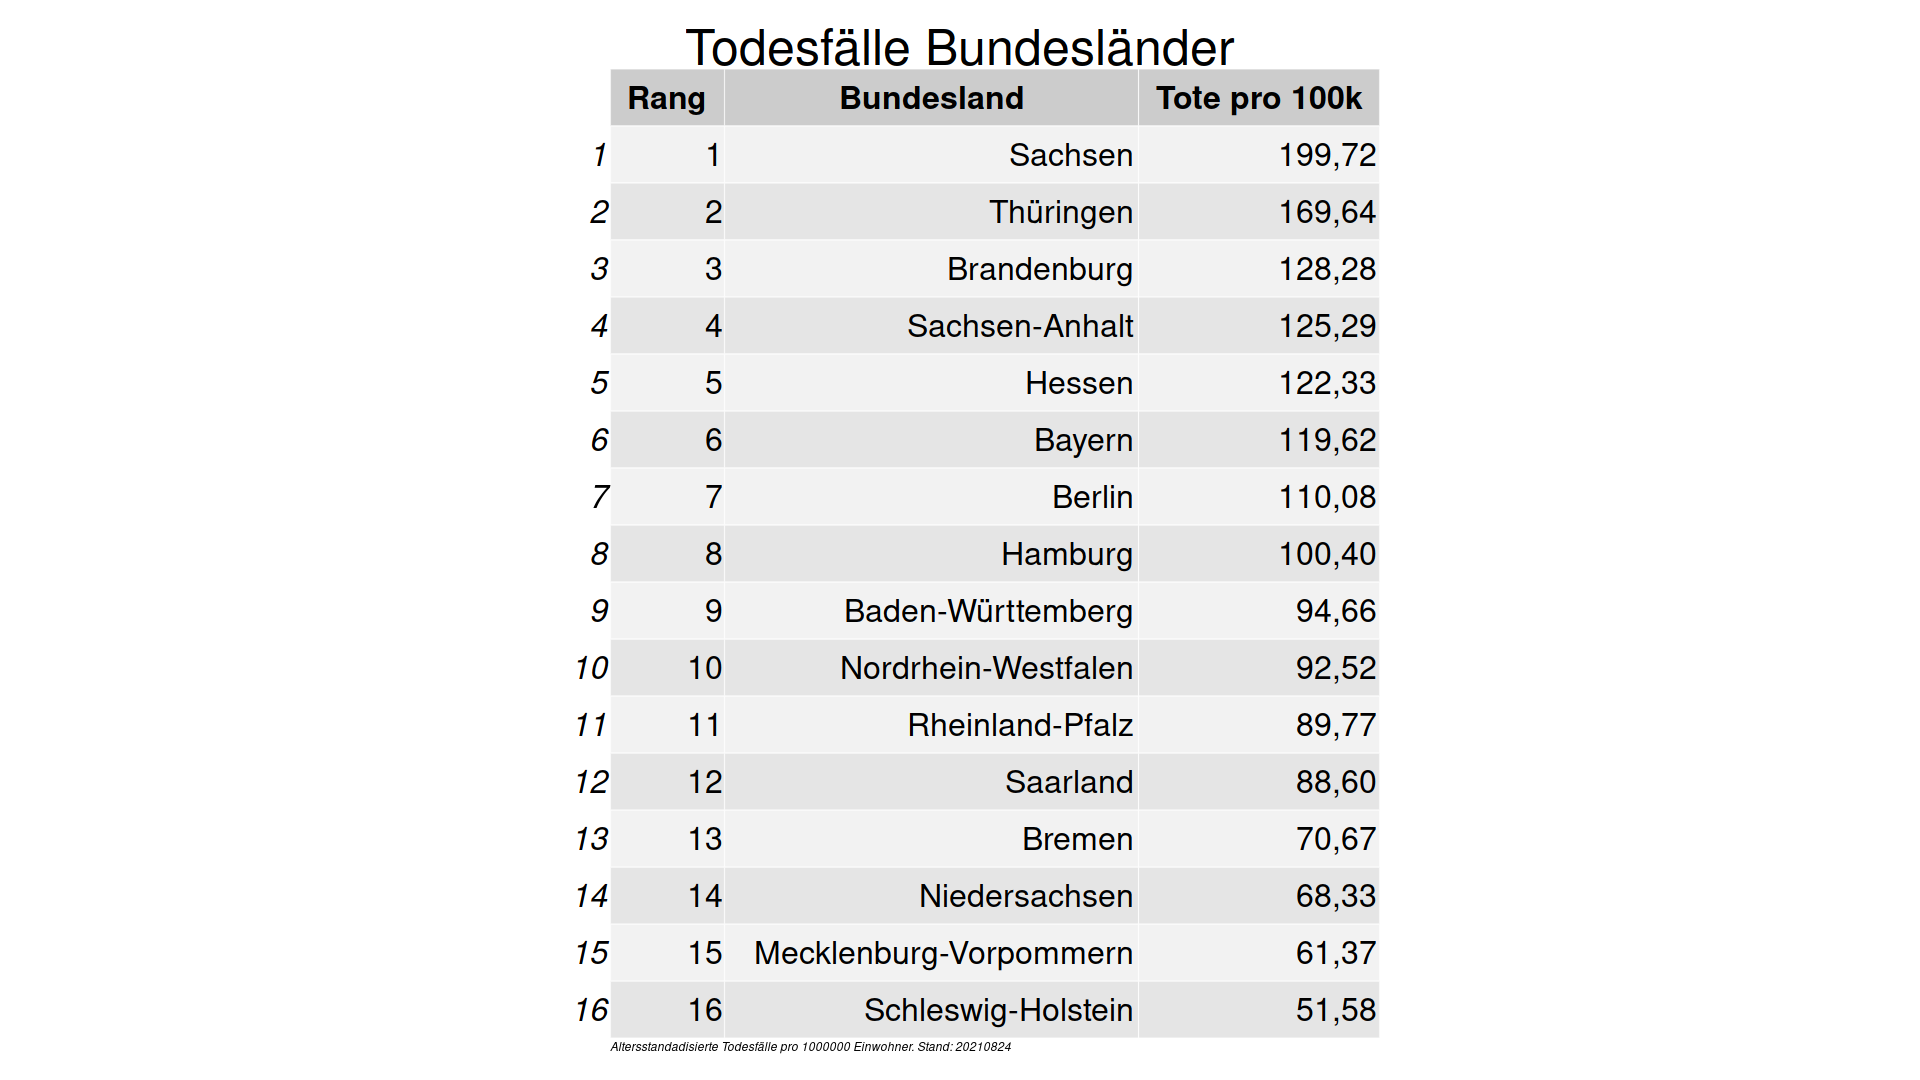 Todesfälle Bundesländer
Rang Bundesland Tote pro 100k
1 1 Sachsen 199,72
2 2 Thüringen 169,64
3 3 Brandenburg 128,28
4 4 Sachsen-Anhalt 125,29
5 5 Hessen 122,33
6 6 Bayern 119,62
7 7 Berlin 110,08
8 8 Hamburg 100,40
9 9 Baden-Württemberg 94,66
10 10 Nordrhein-Westfalen 92,52
11 11 Rheinland-Pfalz 89,77
12 12 Saarland 88,60
13 13 Bremen 70,67
14 14 Niedersachsen 68,33
15 15 Mecklenburg-Vorpommern 61,37
16 16 Schleswig-Holstein 51,58
Altersstandadisierte Todesfälle pro 1000000 Einwohner. Stand: 20210824